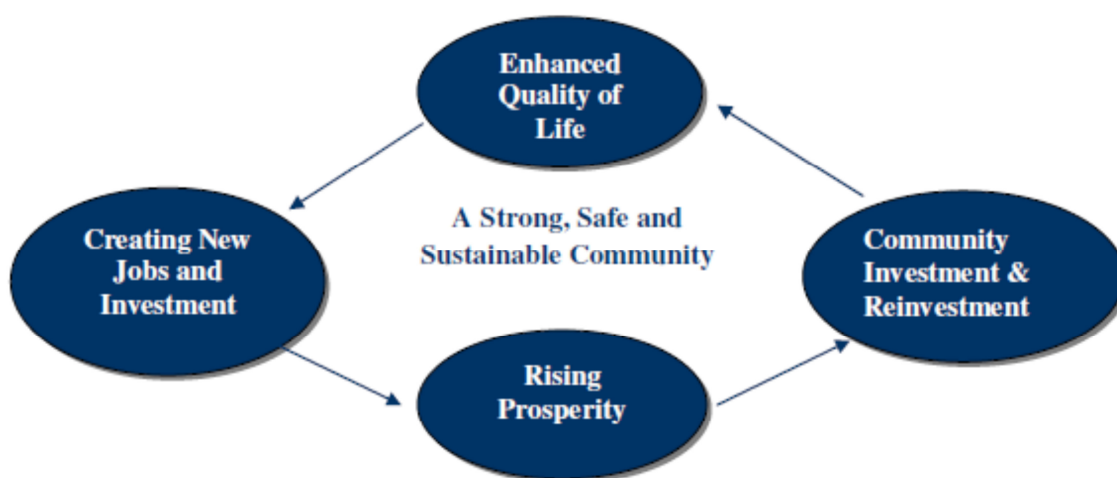 Enhanced
Quality of
Life
A Strong, Safe and
Sustainable Community
Creating New
Jobs and
Investment
Community
Investment &
Reinvestment
Rising
Prosperity